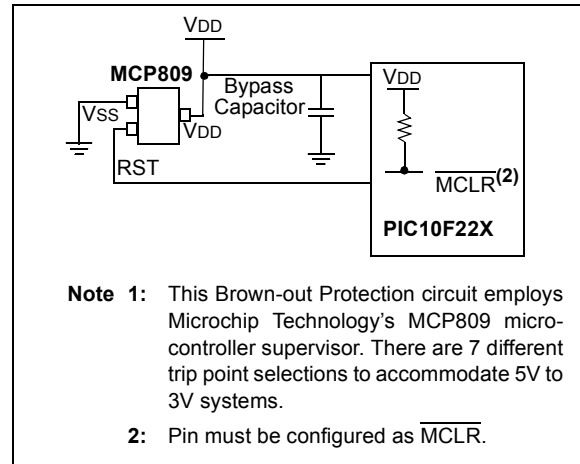 VDD
MCP809
Bypass
Capacitor
VDD
VSS
VDD
RST
MCLR(2)
PIC10F22X
Note 1: This Brown-out Protection circuit employs
Microchip Technology's MCP809 micro-
controller supervisor. There are 7 different
trip point selections to accommodate 5V to
3V systems.
2: Pin must be configured as MCLR.